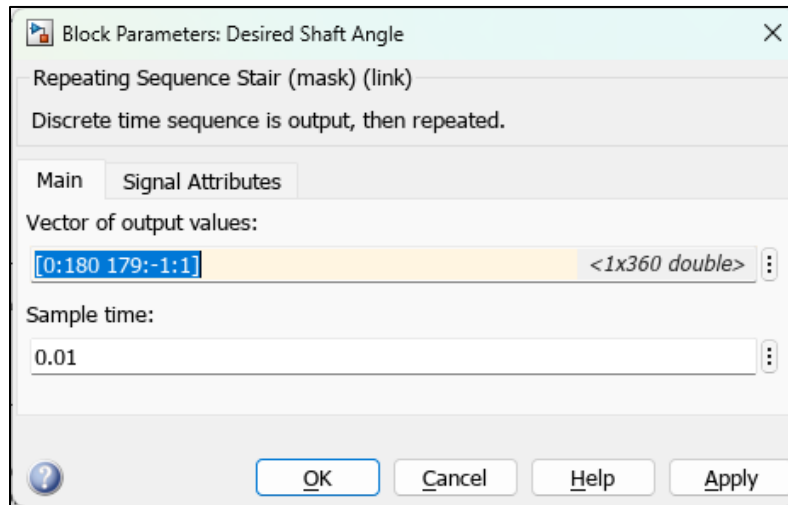 Block Parameters: Desired Shaft Angle
Repeating Sequence Stair (mask) (link)
Discrete time sequence is output, then repeated.
Main Signal Attributes
Vector of output values:
[0:180 179:-1:1] <1x360 double>
Sample time:
0.01
? OK Cancel Help Apply